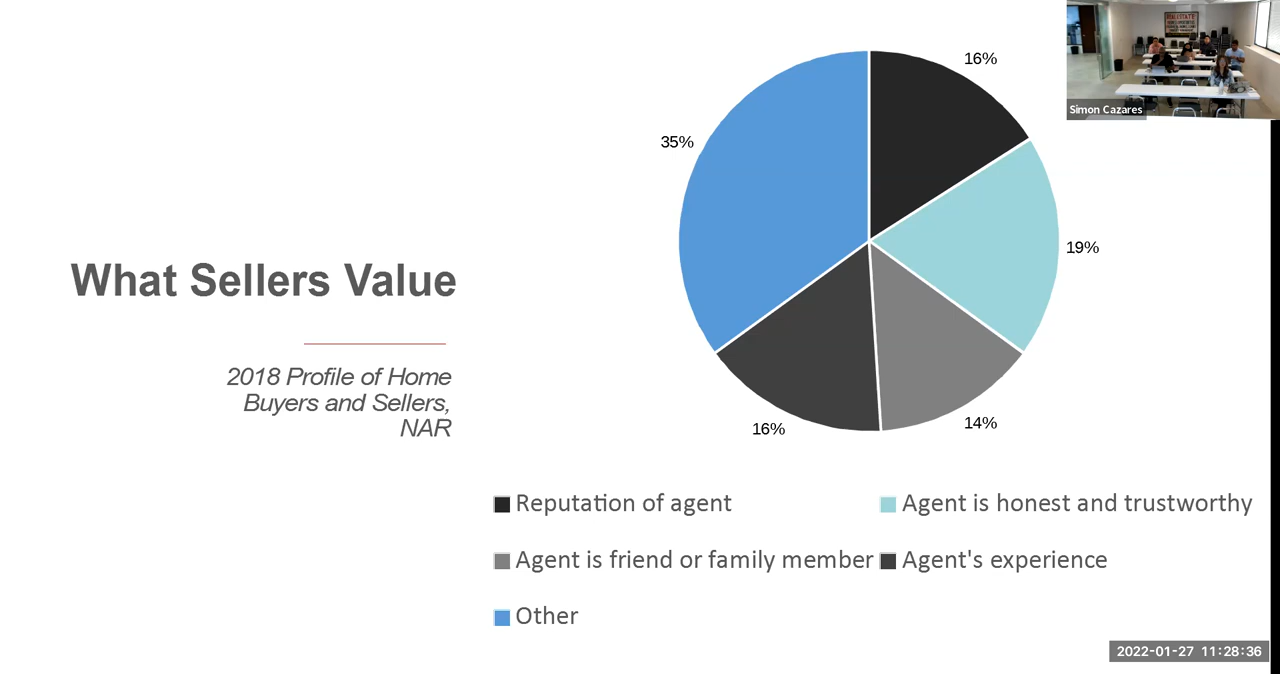 What Sellers Value
2018 Profile of Home
Buyers and Sellers,
NAR
16%
19%
14%
16%
35%
Reputation of agent
Agent is honest and trustworthy
Agent is friend or family member
Agent's experience
Other
REAL ESTATE
Simon Cazares
2022-01-27 11:28:36